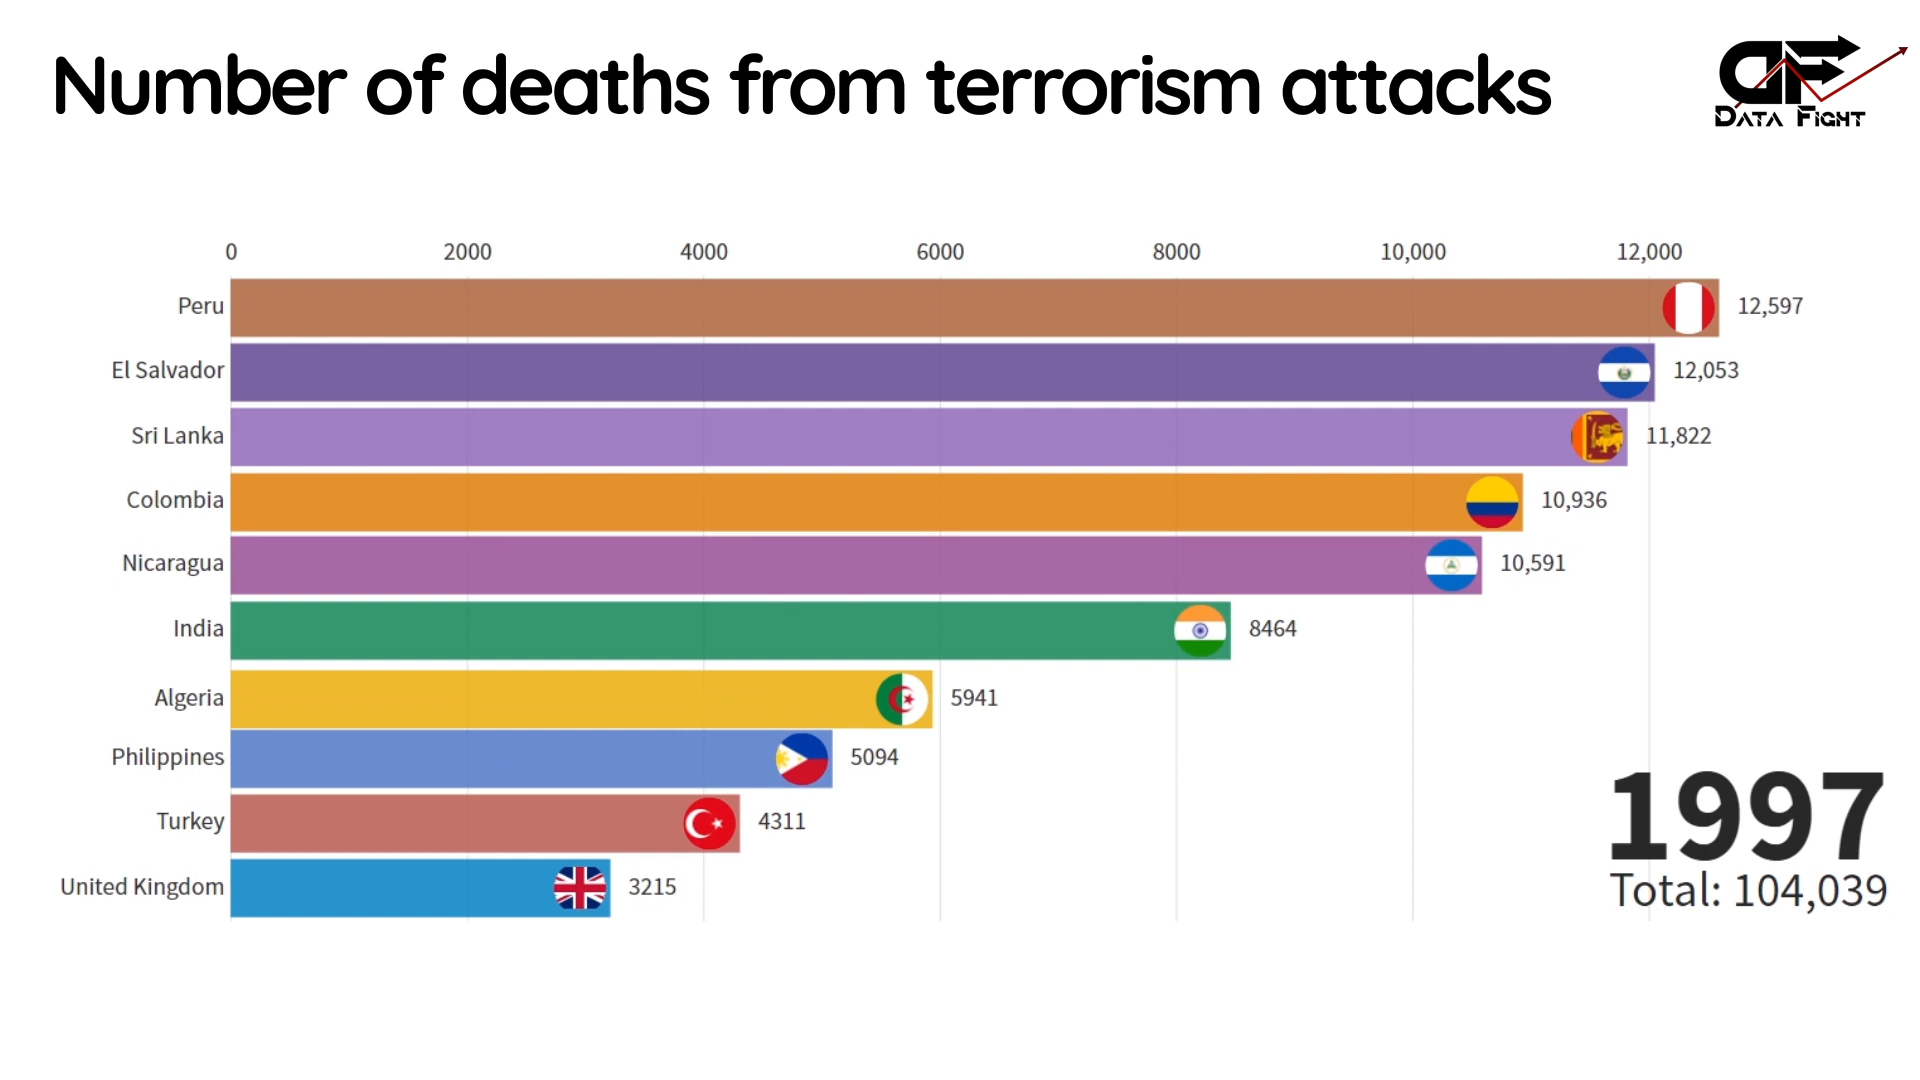 Number of deaths from terrorism attacks
DATA FIGHT
0 2000 4000 6000 8000 10,000 12,000
Peru 12,597
El Salvador 12,053
Sri Lanka 11,822
Colombia 10,936
Nicaragua 10,591
India 8464
Algeria 5941
Philippines 5094
Turkey 4311
United Kingdom 3215
1997
Total: 104,039